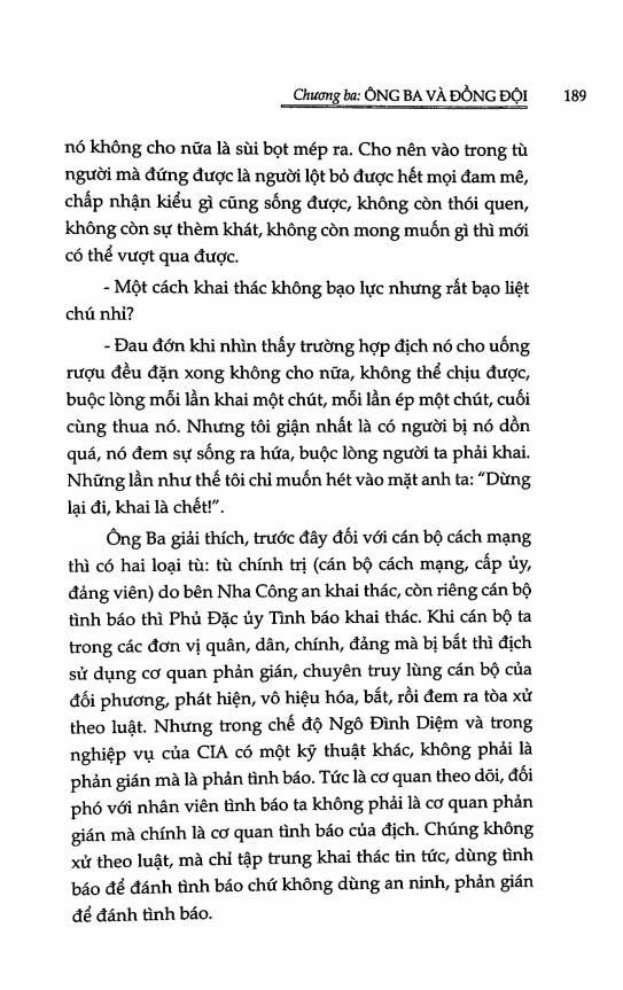 Chương ba: ÔNG BA VÀ ĐỒNG ĐỘI 189
nó không cho nữa là sùi bọt mép ra. Cho nên vào trong tù
người mà đứng được là người lột bỏ được hết mọi đam mê,
chấp nhận kiểu gì cũng sống được, không còn thói quen,
không còn sự thèm khát, không còn mong muốn gì thì mới
có thể vượt qua được.
- Một cách khai thác không bạo lực nhưng rất bạo liệt
chú nhỉ?
- Đau đớn khi nhìn thấy trường hợp địch nó cho uống
rượu đều đặn xong không cho nữa, không thể chịu được,
buộc lòng mỗi lần khai một chút, mỗi lần ép một chút, cuối
cùng thua nó. Nhưng tôi giận nhất là có người bị nó dồn
quá, nó đem sự sống ra hứa, buộc lòng người ta phải khai.
Những lần như thế tôi chỉ muốn hét vào mặt anh ta: "Dừng
lại đi, khai là chết!".
Ông Ba giải thích, trước đây đối với cán bộ cách mạng
thì có hai loại tù: tù chính trị (cán bộ cách mạng, cấp ủy,
đảng viên) do bên Nha Công an khai thác, còn riêng cán bộ
tình báo thì Phủ Đặc ủy Tình báo khai thác. Khi cán bộ ta
trong các đơn vị quân, dân, chính, đảng mà bị bắt thì địch
sử dụng cơ quan phản gián, chuyên truy lùng cán bộ của
đối phương, phát hiện, vô hiệu hóa, bắt, rồi đem ra tòa xử
theo luật. Nhưng trong chế độ Ngô Đình Diệm và trong
nghiệp vụ của CIA có một kỹ thuật khác, không phải là
phản gián mà là phản tình báo. Tức là cơ quan theo dõi, đối
phó với nhân viên tình báo ta không phải là cơ quan phản
gián mà chính là cơ quan tình báo của địch. Chúng không
xử theo luật, mà chỉ tập trung khai thác tin tức, dùng tình
báo để đánh tình báo chứ không dùng an ninh, phản gián
để đánh tình báo.